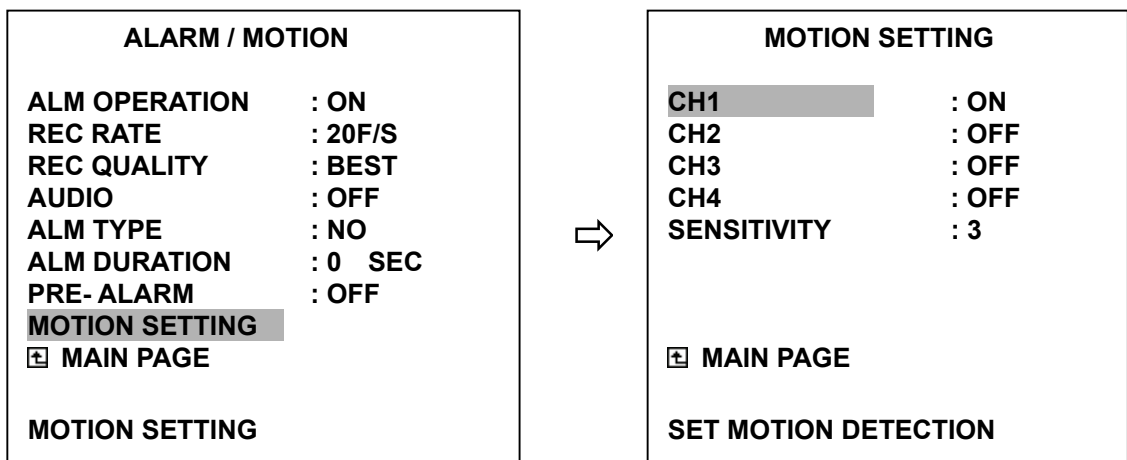 ALARM / MOTION
ALM OPERATION : ON
REC RATE : 20F/S
REC QUALITY : BEST
AUDIO : OFF
ALM TYPE : NO
ALM DURATION : 0 SEC
PRE- ALARM : OFF
MOTION SETTING
MAIN PAGE
MOTION SETTING
MOTION SETTING
CH1 : ON
CH2 : OFF
CH3 : OFF
CH4 : OFF
SENSITIVITY : 3
MAIN PAGE
SET MOTION DETECTION